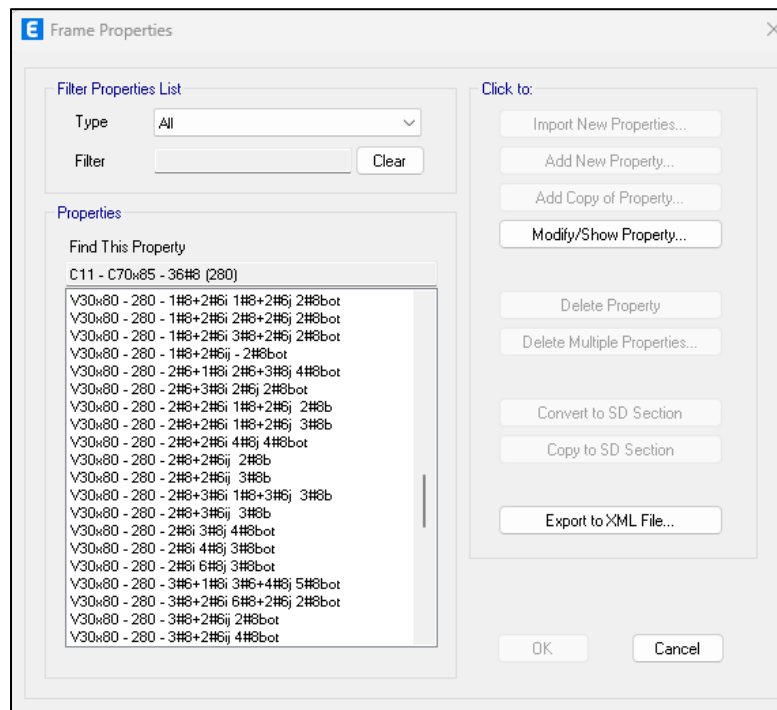 E Frame Properties
Filter Properties List
Type All
Filter Clear
Properties
Find This Property
C11 - C70x85 - 36#8 (280)
V30x80 - 280 - 1#8+2#6i 1#8+2#6j 2#8bot
V30x80 - 280 - 1#8+2#6i 2#8+2#6j 2#8bot
V30x80 - 280 - 1#8+2#6i 3#8+2#6j 2#8bot
V30x80 - 280 - 1#8+2#6ij - 2#8bot
V30x80 - 280 - 2#6+1#8i 2#6+3#8j 4#8bot
V30x80 - 280 - 2#6+3#8i 2#6j 2#8bot
V30x80 - 280 - 2#8+2#6i 1#8+2#6j  2#8b
V30x80 - 280 - 2#8+2#6i 1#8+2#6j  3#8b
V30x80 - 280 - 2#8+2#6i 4#8j 4#8bot
V30x80 - 280 - 2#8+2#6ij  2#8b
V30x80 - 280 - 2#8+2#6ij  3#8b
V30x80 - 280 - 2#8+3#6i 1#8+3#6j  3#8b
V30x80 - 280 - 2#8+3#6ij  3#8b
V30x80 - 280 - 2#8i 3#8j 4#8bot
V30x80 - 280 - 2#8i 4#8j 3#8bot
V30x80 - 280 - 2#8i 6#8j 3#8bot
V30x80 - 280 - 3#6+1#8i 3#6+4#8j 5#8bot
V30x80 - 280 - 3#8+2#6i 6#8+2#6j 2#8bot
V30x80 - 280 - 3#8+2#6ij 2#8bot
V30x80 - 280 - 3#8+2#6ij 4#8bot
Click to:
Import New Properties...
Add New Property...
Add Copy of Property...
Modify/Show Property...
Delete Property
Delete Multiple Properties...
Convert to SD Section
Copy to SD Section
Export to XML File...
OK Cancel